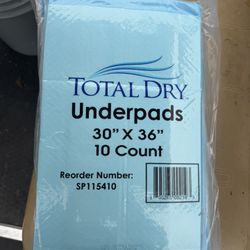 TOTAL DRY
Underpads
30" X 36"
10 Count
Reorder Number:
SP115410